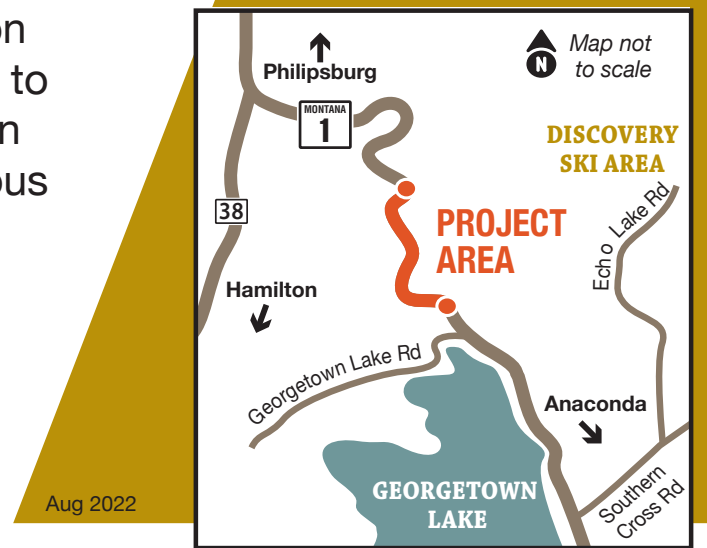 on
to
n
ous
Philipsburg
Map not
to scale
N
MONTANA
1
DISCOVERY
SKI AREA
38
PROJECT
AREA
Echo Lake Rd
Hamilton
Georgetown Lake Rd
Anaconda
GEORGETOWN
LAKE
Southern
Cross Rd
Aug 2022